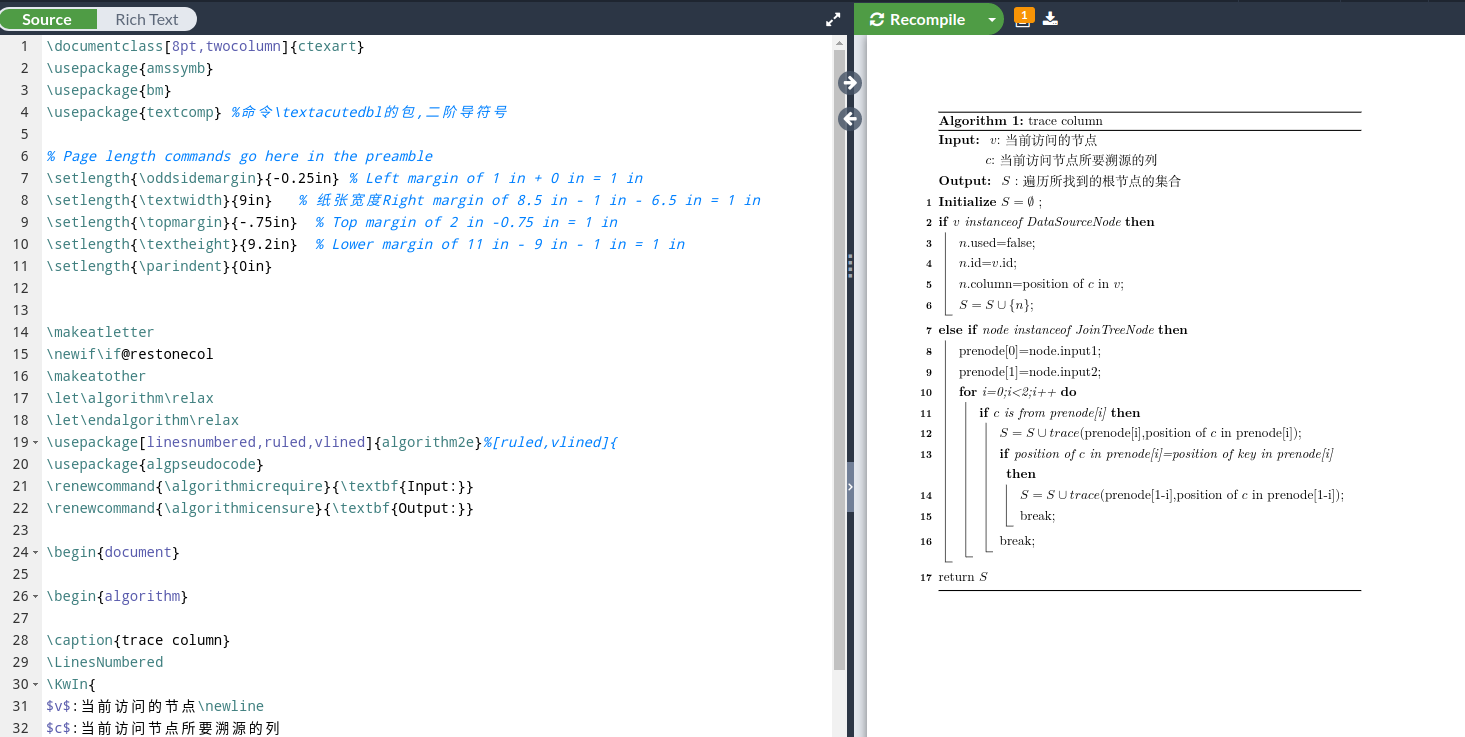 Source Rich Text
Recompile 1
1 \documentclass[8pt,twocolumn]{ctexart}
2 \usepackage{amssymb}
3 \usepackage{bm}
4 \usepackage{textcomp} %命令\textacutedbl的包,二阶导符号
5
6 % Page length commands go here in the preamble
7 \setlength{\oddsidemargin}{-0.25in} % Left margin of 1 in + 0 in = 1 in
8 \setlength{\textwidth}{9in} % 纸张宽度Right margin of 8.5 in - 1 in - 6.5 in = 1 in
9 \setlength{\topmargin}{-.75in} % Top margin of 2 in -0.75 in = 1 in
10 \setlength{\textheight}{9.2in} % Lower margin of 11 in - 9 in - 1 in = 1 in
11 \setlength{\parindent}{0in}
12
13
14 \makeatletter
15 \newif\if@restonecol
16 \makeatother
17 \let\algorithm\relax
18 \let\endalgorithm\relax
19 \usepackage[linesnumbered,ruled,vlined]{algorithm2e}%[ruled,vlined]{
20 \usepackage{algpseudocode}
21 \renewcommand{\algorithmicrequire}{\textbf{Input:}}
22 \renewcommand{\algorithmicensure}{\textbf{Output:}}
23
24 \begin{document}
25
26 \begin{algorithm}
27
28 \caption{trace column}
29 \LinesNumbered
30 \KwIn{
31 $v$:当前访问的节点\newline
32 $c$:当前访问节点所要溯源的列
Algorithm 1: trace column
Input: v: 当前访问的节点
c: 当前访问节点所要溯源的列
Output: S : 遍历所找到的根节点的集合
1 Initialize S = ∅ ;
2 if v instanceof DataSourceNode then
3 n.used=false;
4 n.id=v.id;
5 n.column=position of c in v;
6 S = S ∪ {n};
7 else if node instanceof JoinTreeNode then
8 prenode[0]=node.input1;
9 prenode[1]=node.input2;
10 for i=0;i<2;i++ do
11 if c is from prenode[i] then
12 S = S ∪ trace(prenode[i],position of c in prenode[i]);
13 if position of c in prenode[i]=position of key in prenode[i]
then
14 S = S ∪ trace(prenode[1-i],position of c in prenode[1-i]);
15 break;
16 break;
17 return S